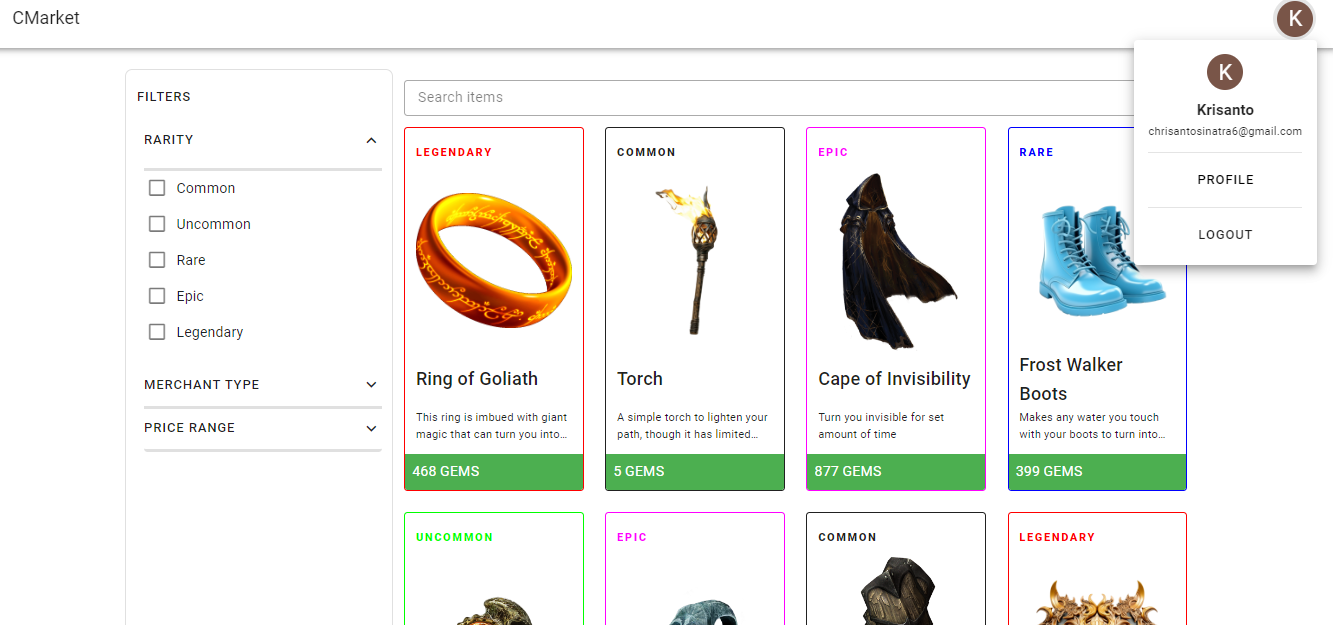 CMarket
K
K
Krisanto
chrisantosinatra6@gmail.com
PROFILE
LOGOUT
FILTERS
RARITY
Common
Uncommon
Rare
Epic
Legendary
MERCHANT TYPE
PRICE RANGE
Search items
LEGENDARY
Ring of Goliath
This ring is imbued with giant
magic that can turn you into...
468 GEMS
COMMON
Torch
A simple torch to lighten your
path, though it has limited...
5 GEMS
EPIC
Cape of Invisibility
Turn you invisible for set
amount of time
877 GEMS
RARE
Frost Walker
Boots
Makes any water you touch
with your boots to turn into...
399 GEMS
UNCOMMON
EPIC
COMMON
LEGENDARY